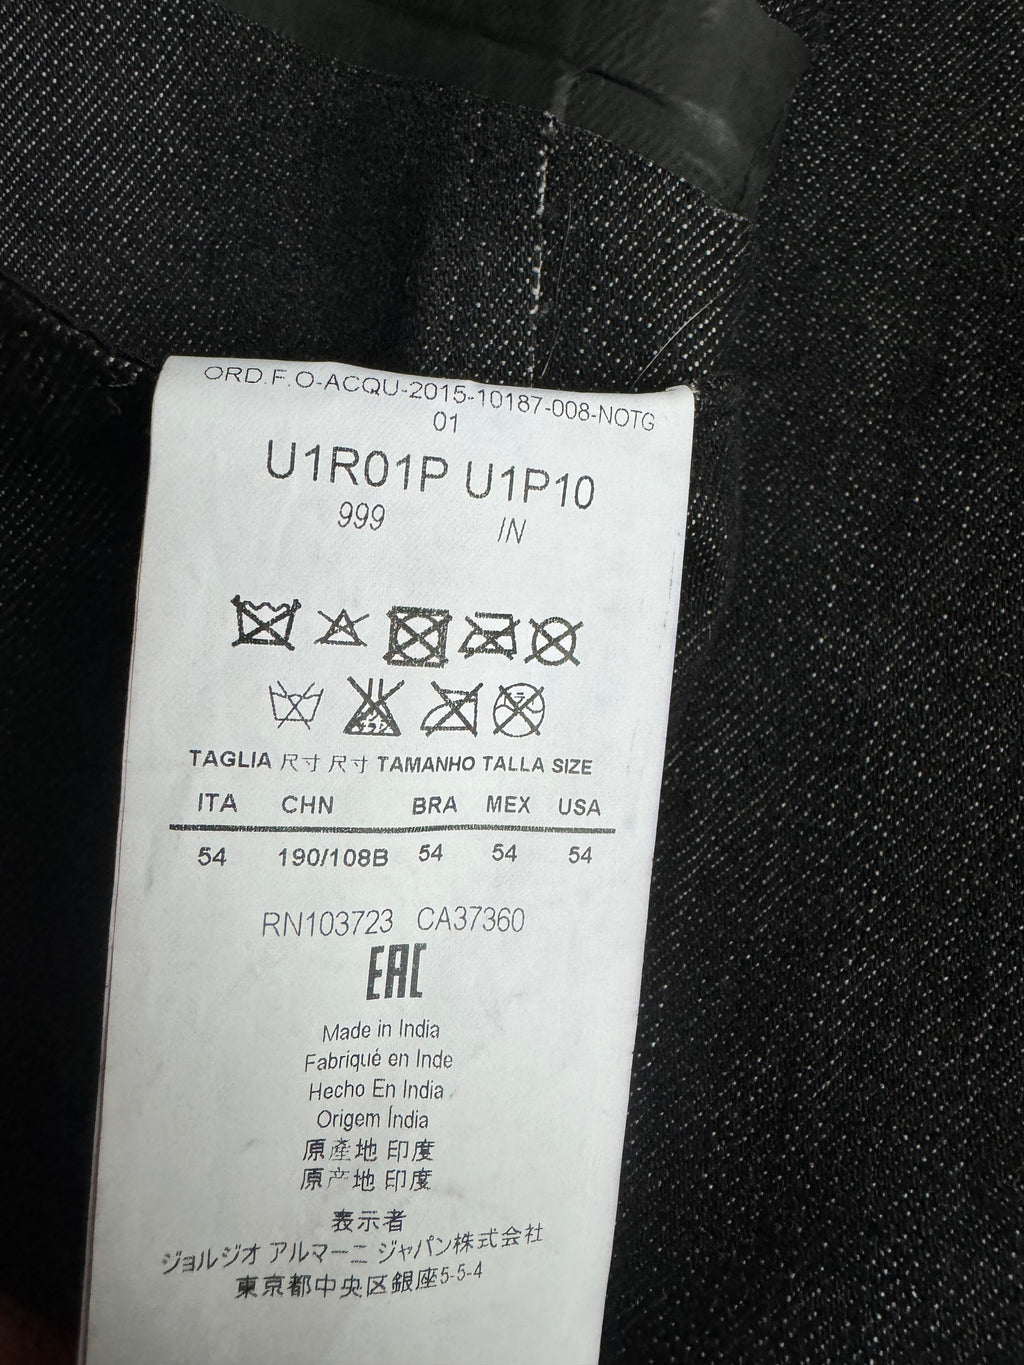 ORD.F.O-ACQU-2015-10187-008-NOTG
01
U1R01P U1P10
999 IN
TAGLIA 尺寸 尺寸 TAMANHO TALLA SIZE
ITA CHN BRA MEX USA
54 190/108B 54 54 54
RN103723 CA37360
EAC
Made in India
Fabriqué en Inde
Hecho En India
Origem Índia
原產地 印度
原产地 印度
表示者
ジョルジオ アルマーニ ジャパン株式会社
東京都中央区銀座5-5-4